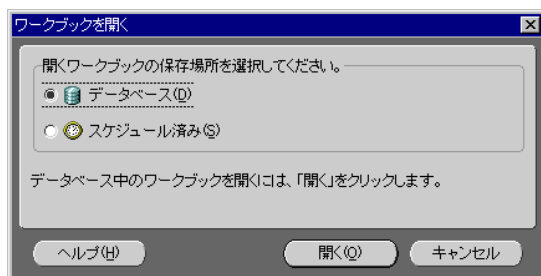 ワークブックを開く
開くワークブックの保存場所を選択してください。
データベース(D)
スケジュール済み(S)
データベース中のワークブックを開くには、「開く」をクリックします。
ヘルプ(H)
開く(O)
キャンセル